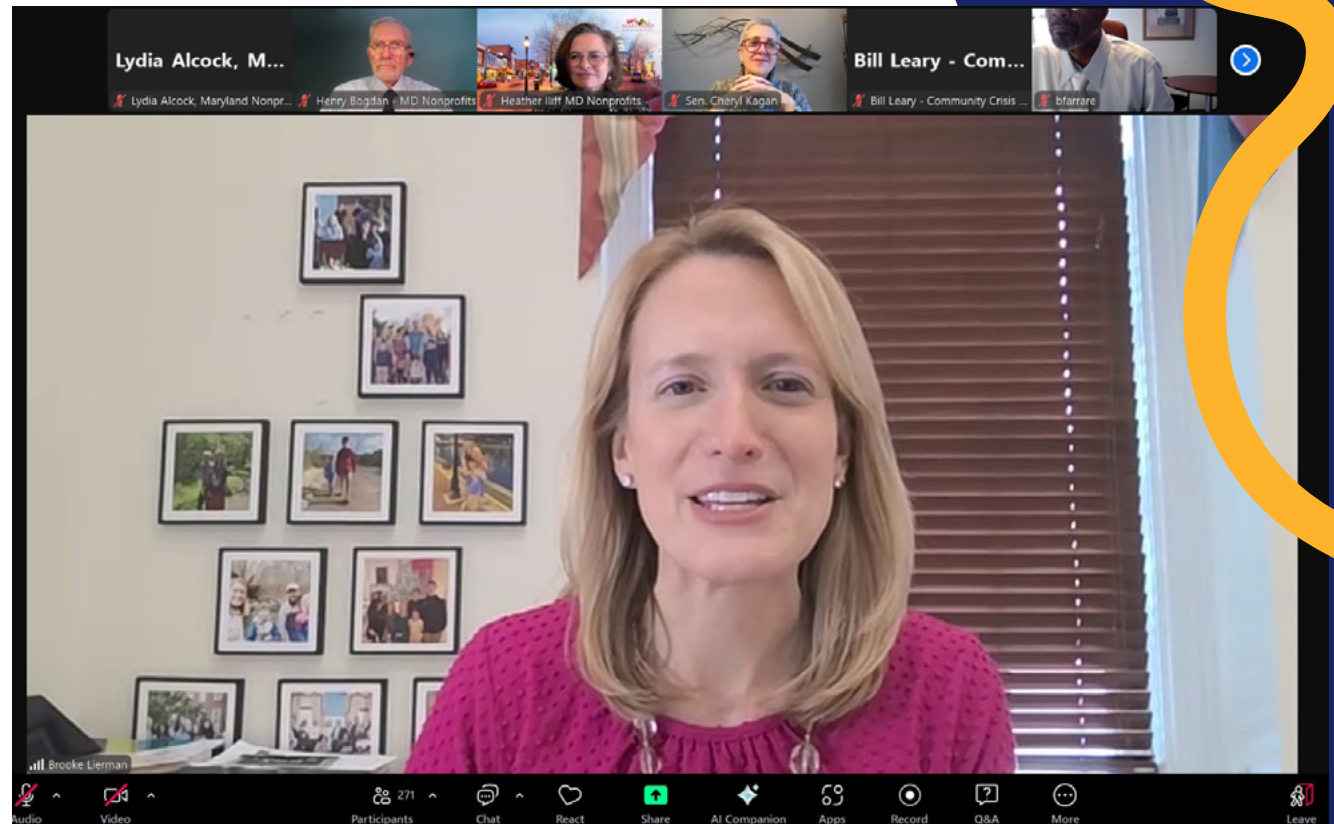 Lydia Alcock, M...
Lydia Alcock, Maryland Nonpr...
Henry Bogdan - MD Nonprofits
Heather Iliff MD Nonprofits
Sen. Cheryl Kagan
Bill Leary - Com...
Bill Leary - Community Crisis ...
bfarrare
Brooke Lierman
Audio
Video
271
Participants
Chat
React
Share
AI Companion
Apps
Record
Q&A
More
Leave